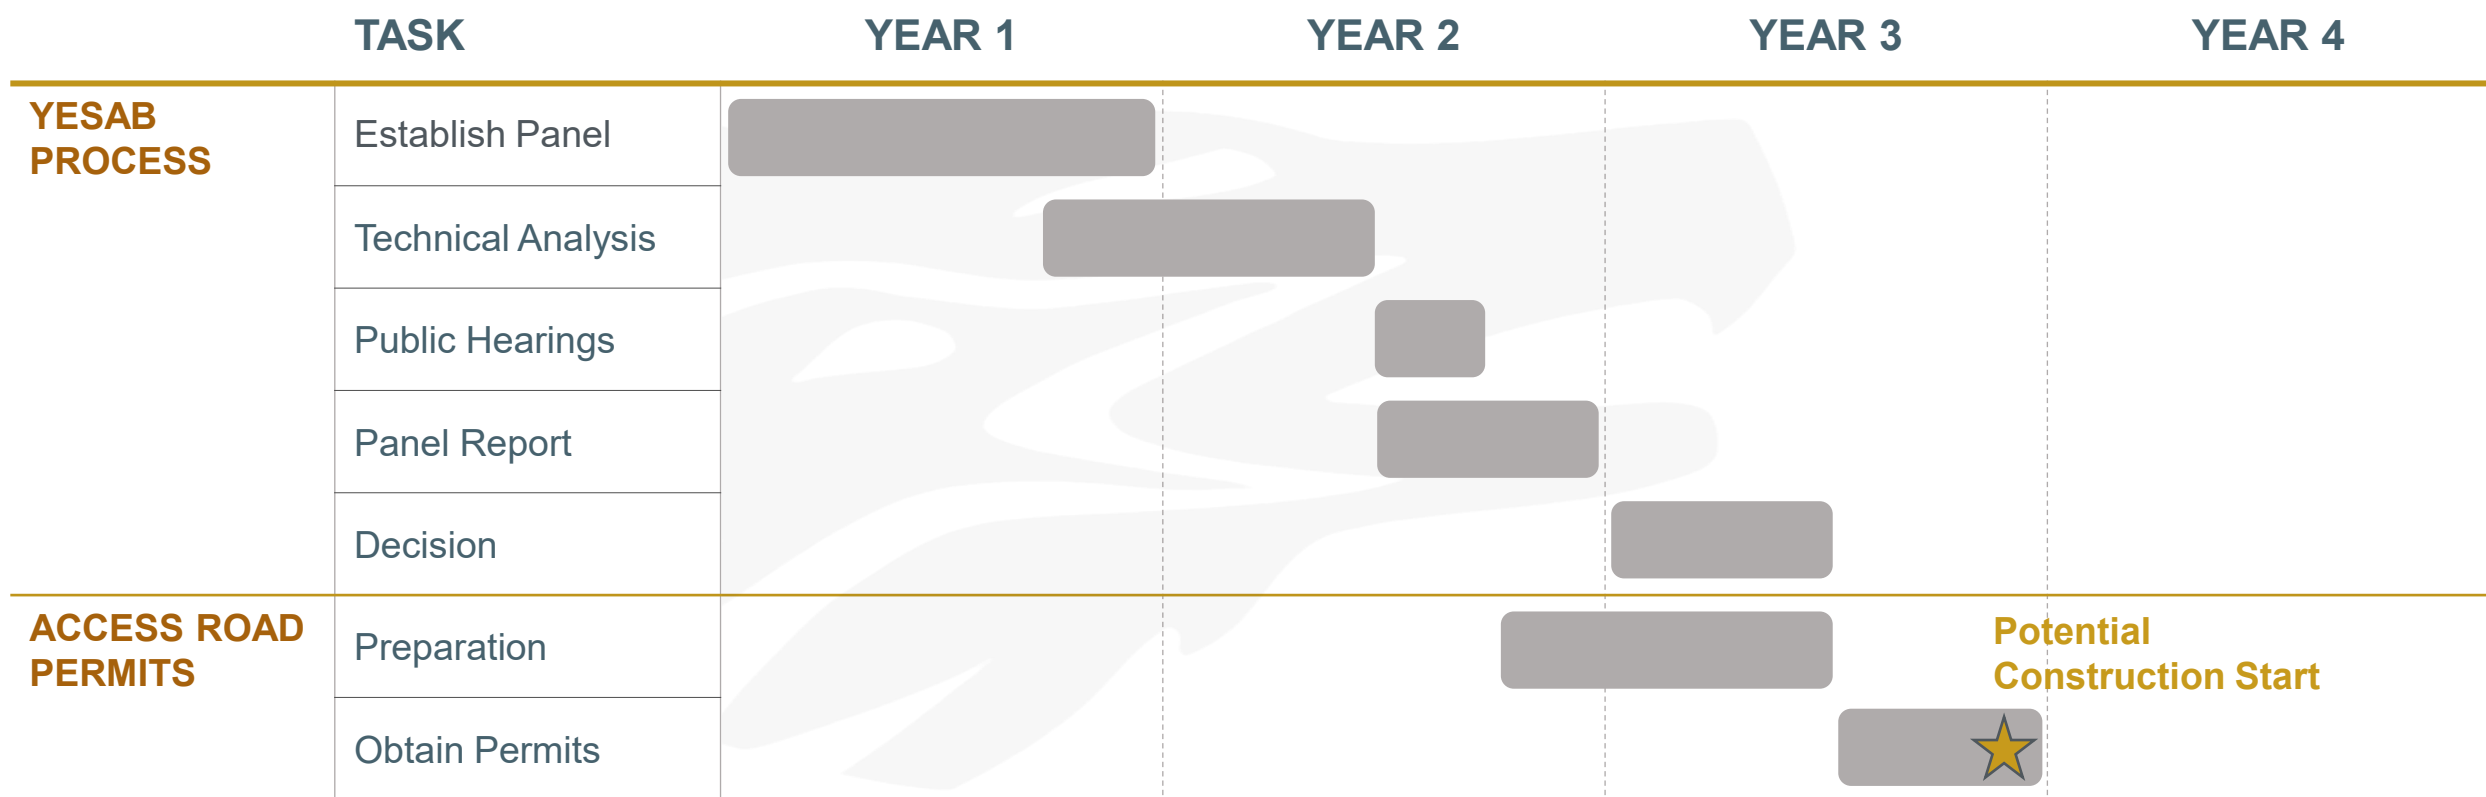 TASK YEAR 1 YEAR 2 YEAR 3 YEAR 4
YESAB
PROCESS
Establish Panel
Technical Analysis
Public Hearings
Panel Report
Decision
ACCESS ROAD
PERMITS
Preparation
Potential
Construction Start
Obtain Permits